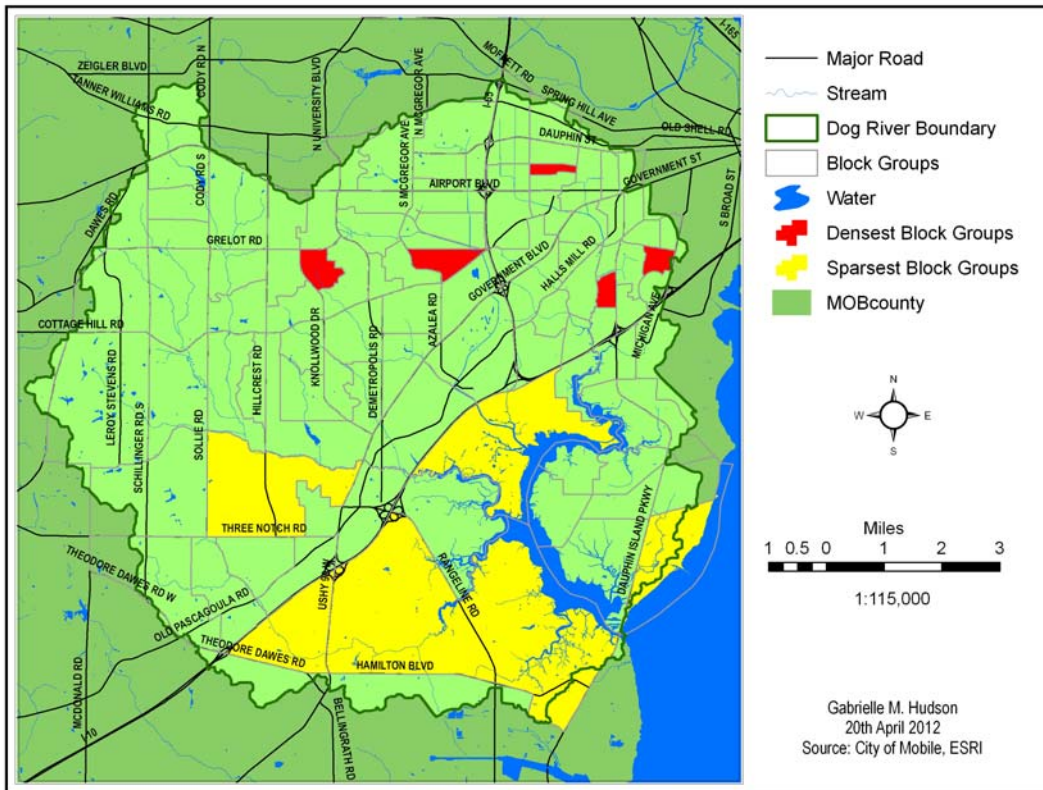 I-165
MOFFETT RD
ZEIGLER BLVD
CODY RD N
N UNIVERSITY BLVD
N MCGREGOR AVE
TANNER WILLIAMS RD
SPRING HILL AVE
I-65
OLD SHELL RD
DAUPHIN ST
S MCGREGOR AVE
GOVERNMENT ST
AIRPORT BLVD
CODY RD S
S BROAD ST
DAWES RD
GRELOT RD
GOVERNMENT BLVD
HALLS MILL RD
COTTAGE HILL RD
AZALEA RD
MICHIGAN AVE
KNOLLWOOD DR
LEROY STEVENS RD
HILLCREST RD
DEMETROPOLIS RD
SCHILLINGER RD S
SOLLIE RD
THREE NOTCH RD
DAUPHIN ISLAND PKWY
THEODORE DAWES RD W
RANGELINE RD
OLD PASCAGOULA RD
THEODORE DAWES RD
HAMILTON BLVD
MCDONALD RD
BELLINGRATH RD
I-10
Major Road
Stream
Dog River Boundary
Block Groups
Water
Densest Block Groups
Sparsest Block Groups
MOBcounty
N
W E
S
Miles
1 0.5 0 1 2 3
1:115,000
Gabrielle M. Hudson
20th April 2012
Source: City of Mobile, ESRI